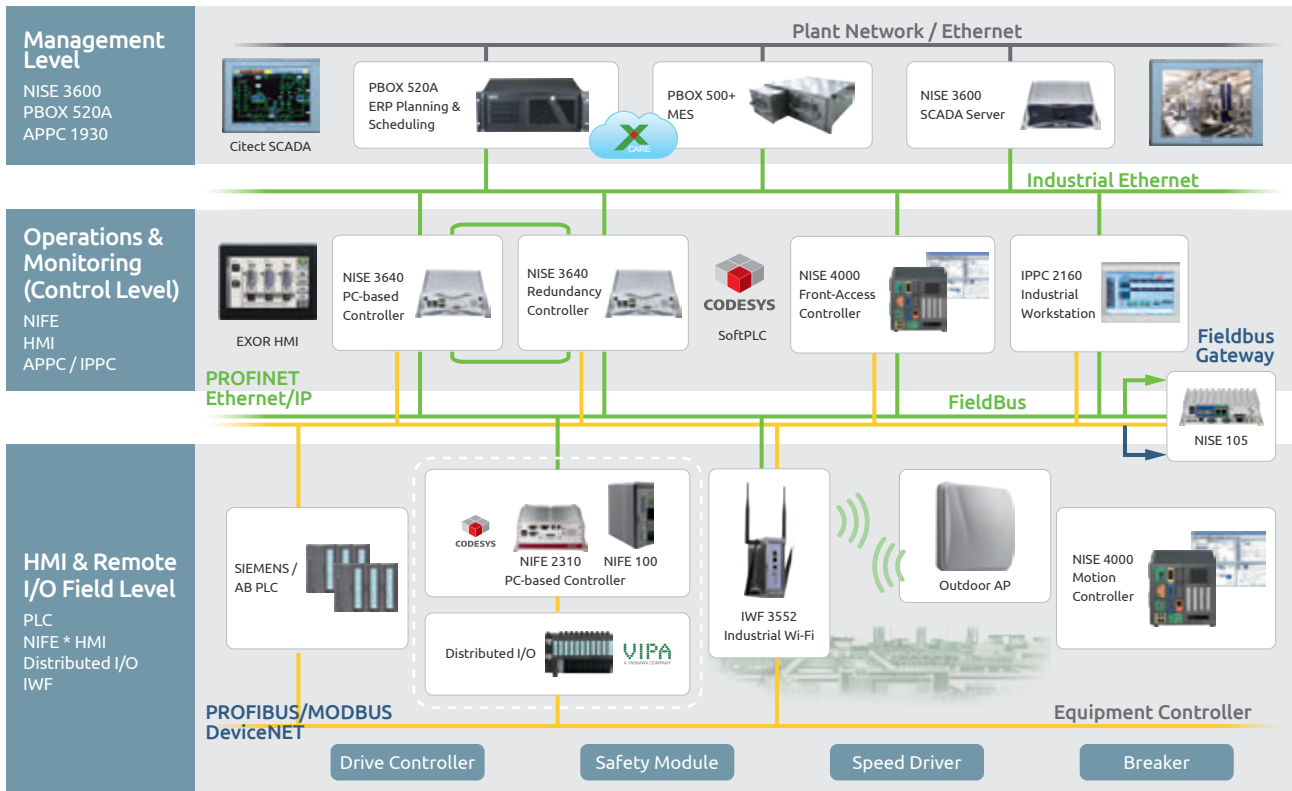 Management
Level
NISE 3600
PBOX 520A
APPC 1930
Plant Network / Ethernet
Citect SCADA
PBOX 520A
ERP Planning &
Scheduling
X
CARE
PBOX 500+
MES
NISE 3600
SCADA Server
Industrial Ethernet
Operations &
Monitoring
(Control Level)
NIFE
HMI
APPC / IPPC
EXOR HMI
NISE 3640
PC-based
Controller
NISE 3640
Redundancy
Controller
CODESYS
SoftPLC
NISE 4000
Front-Access
Controller
IPPC 2160
Industrial
Workstation
Fieldbus
Gateway
NISE 105
PROFINET
Ethernet/IP
FieldBus
HMI & Remote
I/O Field Level
PLC
NIFE * HMI
Distributed I/O
IWF
SIEMENS /
AB PLC
CODESYS
NIFE 2310
NIFE 100
PC-based Controller
Distributed I/O
VIPA
A YASKAWA COMPANY
IWF 3552
Industrial Wi-Fi
Outdoor AP
NISE 4000
Motion
Controller
PROFIBUS/MODBUS
DeviceNET
Equipment Controller
Drive Controller
Safety Module
Speed Driver
Breaker